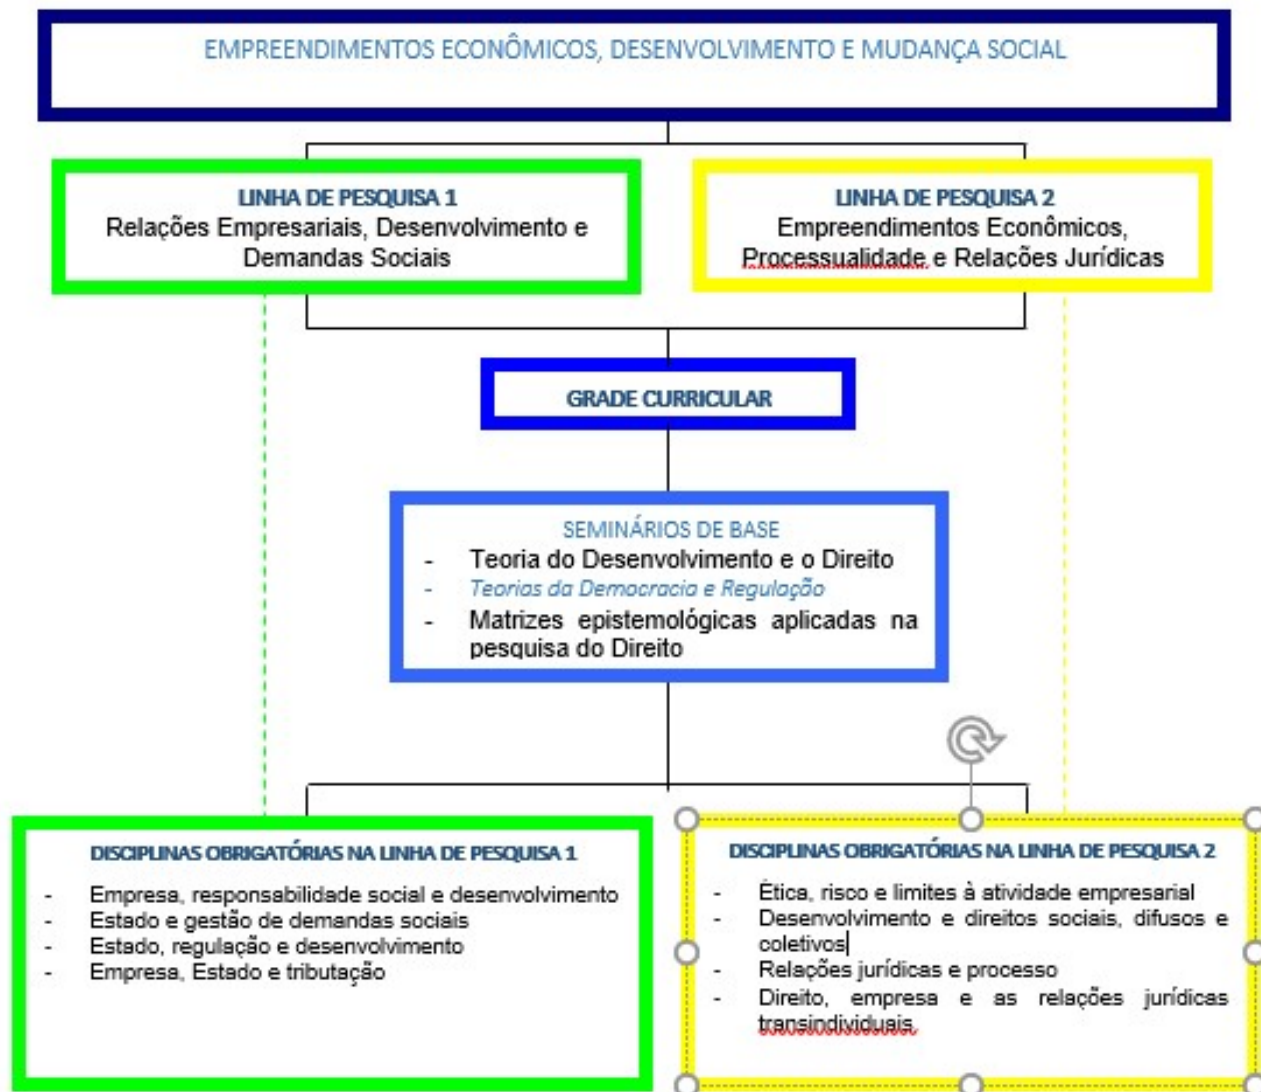 EMPREENDIMENTOS ECONÔMICOS, DESENVOLVIMENTO E MUDANÇA SOCIAL
LINHA DE PESQUISA 1
Relações Empresariais, Desenvolvimento e
Demandas Sociais
LINHA DE PESQUISA 2
Empreendimentos Econômicos,
Processualidade e Relações Jurídicas
GRADE CURRICULAR
SEMINÁRIOS DE BASE
- Teoria do Desenvolvimento e o Direito
- Teorias da Democracia e Regulação
- Matrizes epistemológicas aplicadas na
pesquisa do Direito
DISCIPLINAS OBRIGATÓRIAS NA LINHA DE PESQUISA 1
- Empresa, responsabilidade social e desenvolvimento
- Estado e gestão de demandas sociais
- Estado, regulação e desenvolvimento
- Empresa, Estado e tributação
DISCIPLINAS OBRIGATÓRIAS NA LINHA DE PESQUISA 2
- Ética, risco e limites à atividade empresarial
- Desenvolvimento e direitos sociais, difusos e
coletivos
- Relações jurídicas e processo
- Direito, empresa e as relações jurídicas
transindividuais.